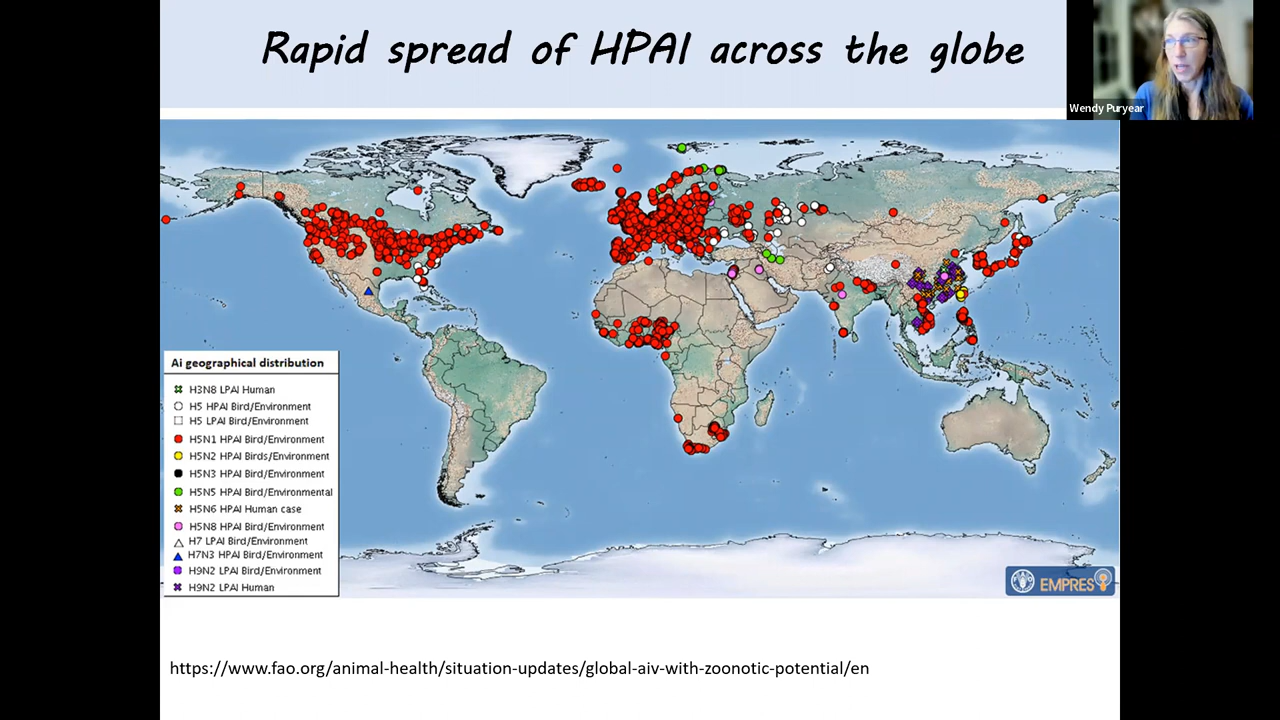 Rapid spread of HPAI across the globe
Wendy Puryear
Ai geographical distribution
H3N8 LPAI Human
H5 HPAI Bird/Environment
H5 LPAI Bird/Environment
H5N1 HPAI Bird/Environment
H5N2 HPAI Birds/Environment
H5N3 HPAI Bird/Environment
H5N5 HPAI Bird/Environmental
H5N6 HPAI Human case
H5N8 HPAI Bird/Environment
H7 LPAI Bird/Environment
H7N3 HPAI Bird/Environment
H9N2 LPAI Bird/Environment
H9N2 LPAI Human
EMPRES
https://www.fao.org/animal-health/situation-updates/global-aiv-with-zoonotic-potential/en